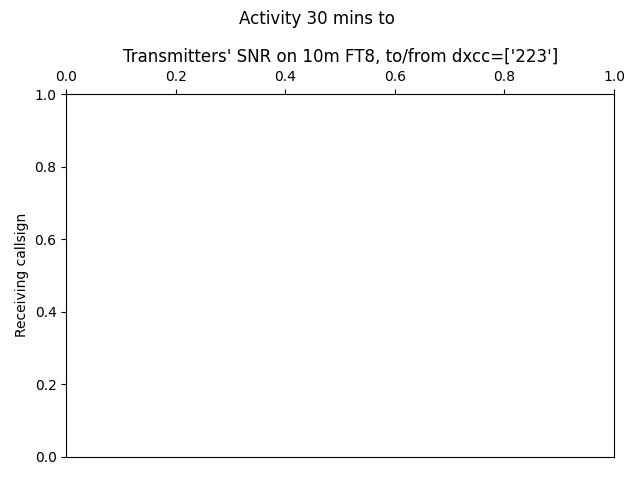 Activity 30 mins to
Transmitters' SNR on 10m FT8, to/from dxcc=['223']
0.0 0.2 0.4 0.6 0.8 1.0
1.0
0.8
0.6
0.4
0.2
0.0
Receiving callsign